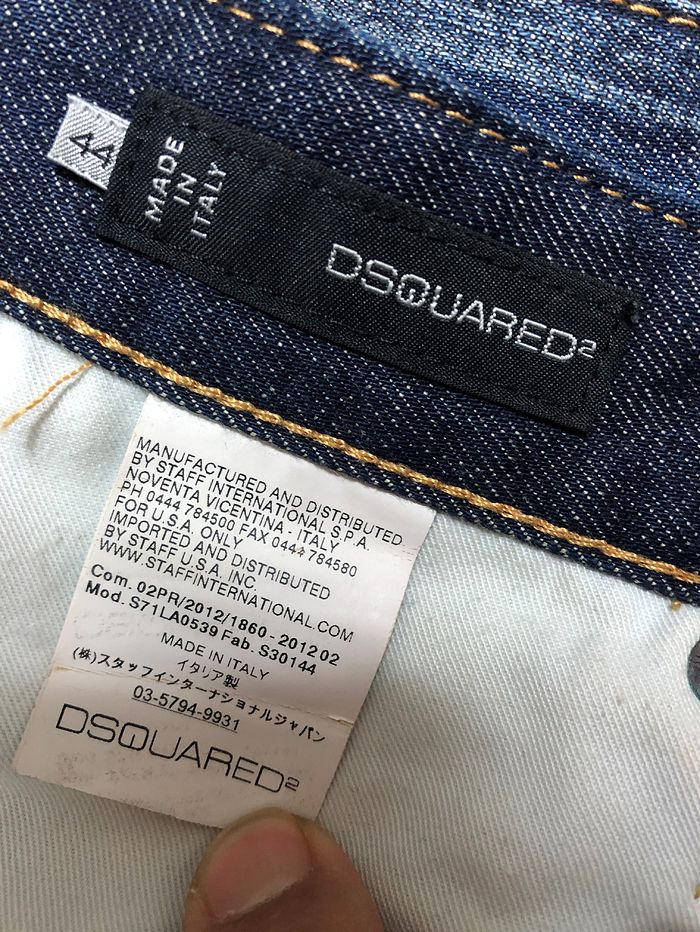 44
MADE
IN
ITALY
DSQUARED2
MANUFACTURED AND DISTRIBUTED
BY STAFF INTERNATIONAL S.P.A.
NOVENTA VICENTINA - ITALY
PH 0444 784500 FAX 0444 784580
FOR U.S.A. ONLY
IMPORTED AND DISTRIBUTED
BY STAFF U.S.A. INC.
WWW.STAFFINTERNATIONAL.COM
Com. 02PR/2012/1860 - 2012 02
Mod. S71LA0539 Fab. S30144
MADE IN ITALY
イタリア製
(株)スタッフインターナショナルジャパン
03-5794-9931
DSQUARED2